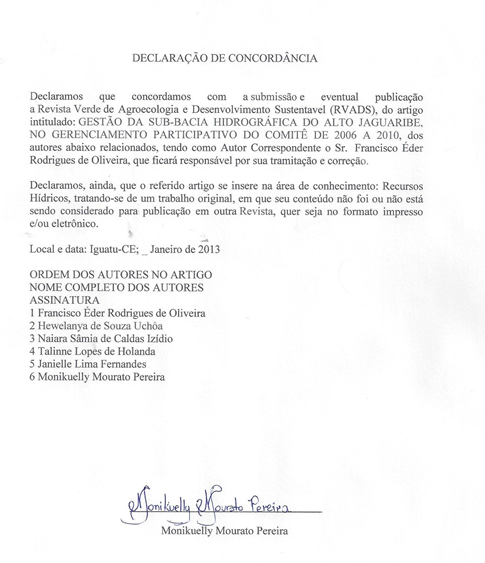 DECLARAÇÃO DE CONCORDÂNCIA
Declaramos que concordamos com a submissão e eventual publicação
a Revista Verde de Agroecologia e Desenvolvimento Sustentavel (RVADS), do artigo
intitulado: GESTÃO DA SUB-BACIA HIDROGRÁFICA DO ALTO JAGUARIBE,
NO GERENCIAMENTO PARTICIPATIVO DO COMITÊ DE 2006 A 2010, dos
autores abaixo relacionados, tendo como Autor Correspondente o Sr. Francisco Éder
Rodrigues de Oliveira, que ficará responsável por sua tramitação e correção.
Declaramos, ainda, que o referido artigo se insere na área de conhecimento: Recursos
Hídricos, tratando-se de um trabalho original, em que seu conteúdo não foi ou não está
sendo considerado para publicação em outra Revista, quer seja no formato impresso
e/ou eletrônico.
Local e data: Iguatu-CE; _ Janeiro de 2013
ORDEM DOS AUTORES NO ARTIGO
NOME COMPLETO DOS AUTORES
ASSINATURA
1 Francisco Éder Rodrigues de Oliveira
2 Hewelanya de Souza Uchôa
3 Naiara Sâmia de Caldas Izídio
4 Talinne Lopes de Holanda
5 Janielle Lima Fernandes
6 Monikuelly Mourato Pereira
Monikuelly Mourato Pereira
Monikuelly Mourato Pereira